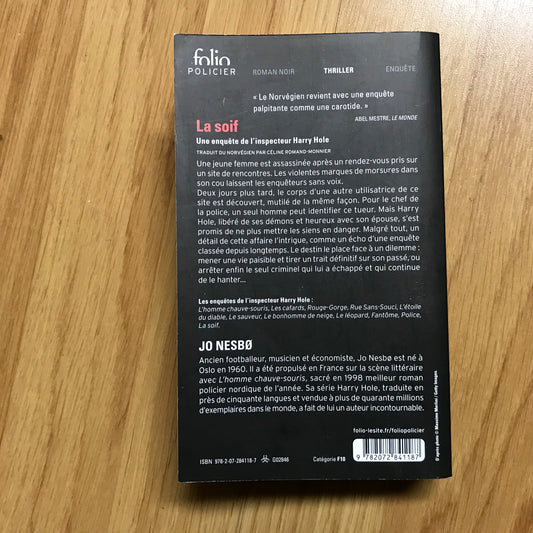 folio
POLICIER
ROMAN NOIR THRILLER ENQUÊTE
« Le Norvégien revient avec une enquête
palpitante comme une carotide. »
ABEL MESTRE, LE MONDE
La soif
Une enquête de l'inspecteur Harry Hole
TRADUIT DU NORVÉGIEN PAR CÉLINE ROMAND-MONNIER
Une jeune femme est assassinée après un rendez-vous pris sur
un site de rencontres. Les violentes marques de morsures dans
son cou laissent les enquêteurs sans voix.
Deux jours plus tard, le corps d'une autre utilisatrice de ce
site est découvert, mutilé de la même façon. Pour le chef de
la police, un seul homme peut identifier ce tueur. Mais Harry
Hole, libéré de ses démons et heureux avec son épouse, s'est
promis de ne plus mettre les siens en danger. Malgré tout, un
détail de cette affaire l'intrigue, comme un écho d'une enquête
classée depuis longtemps. Le destin le place face à un dilemme :
mener une vie paisible et tirer un trait définitif sur son passé, ou
arrêter enfin le seul criminel qui lui a échappé et qui continue
de le hanter...
Les enquêtes de l'inspecteur Harry Hole :
L'homme chauve-souris, Les cafards, Rouge-Gorge, Rue Sans-Souci, L'étoile
du diable, Le sauveur, Le bonhomme de neige, Le léopard, Fantôme, Police,
La soif.
JO NESBØ
Ancien footballeur, musicien et économiste, Jo Nesbø est né à
Oslo en 1960. Il a été propulsé en France sur la scène littéraire
avec L'homme chauve-souris, sacré en 1998 meilleur roman
policier nordique de l'année. Sa série Harry Hole, traduite en
près de cinquante langues et vendue à plus de quarante millions
d'exemplaires dans le monde, a fait de lui un auteur incontournable.
folio-lesite.fr/foliopolicier
ISBN 978-2-07-284118-7 G02846 Catégorie F10
9 782072 841187
D'après photo © Massimo Merlini / Getty Images.